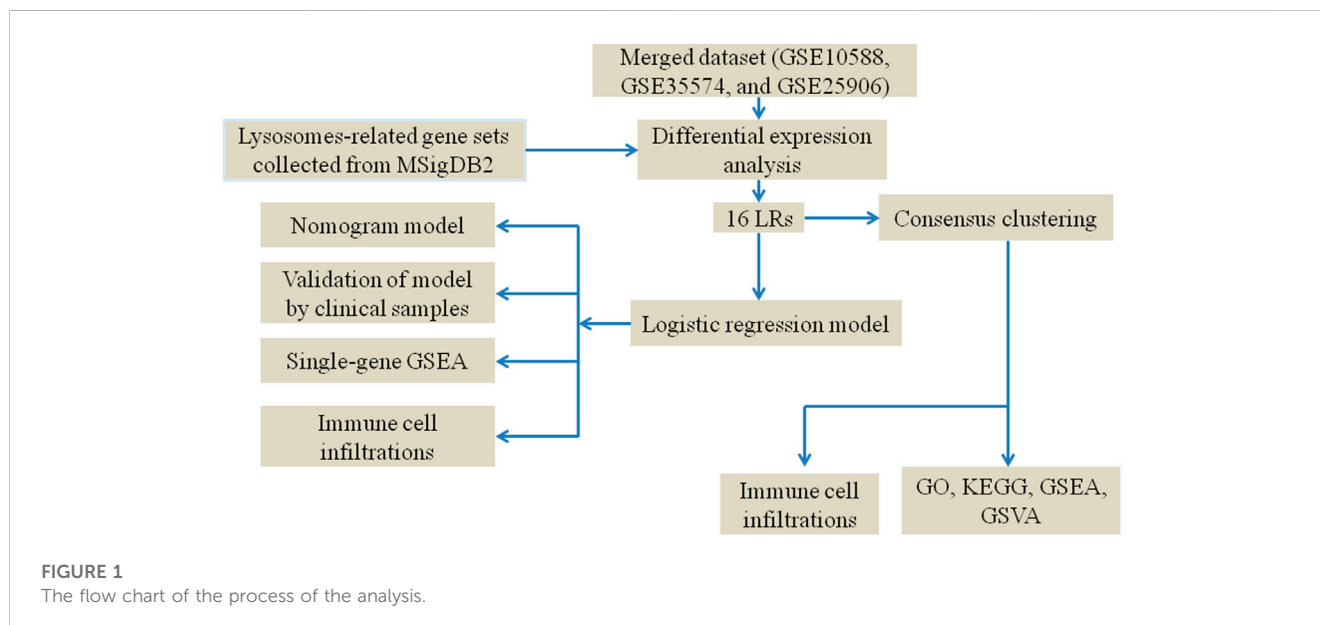 Merged dataset (GSE10588,
GSE35574, and GSE25906)
Lysosomes-related gene sets
collected from MSigDB2
Differential expression
analysis
16 LRs
Consensus clustering
Nomogram model
Validation of model
by clinical samples
Logistic regression model
Single-gene GSEA
Immune cell
infiltrations
Immune cell
infiltrations
GO, KEGG, GSEA,
GSVA
FIGURE 1
The flow chart of the process of the analysis.